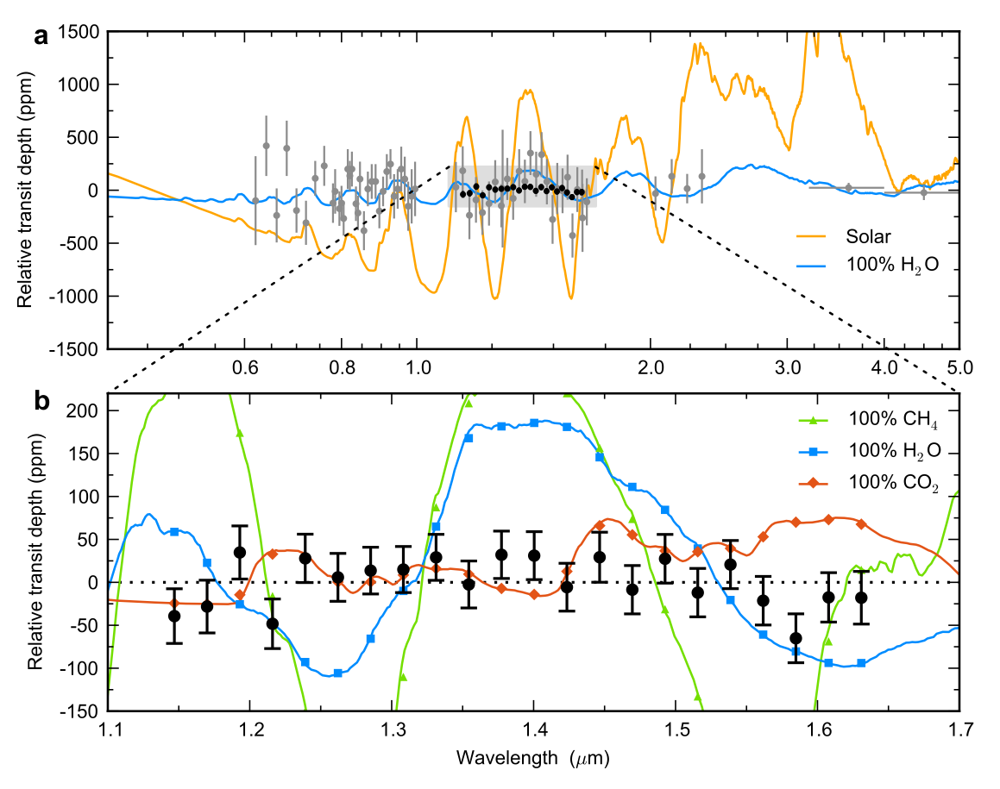 a
1500
1000
500
0
-500
-1000
-1500
Relative transit depth (ppm)
Solar
100% H₂O
0.6 0.8 1.0 2.0 3.0 4.0 5.0
b
200
150
100
50
0
-50
-100
-150
Relative transit depth (ppm)
100% CH₄
100% H₂O
100% CO₂
1.1 1.2 1.3 1.4 1.5 1.6 1.7
Wavelength (μm)